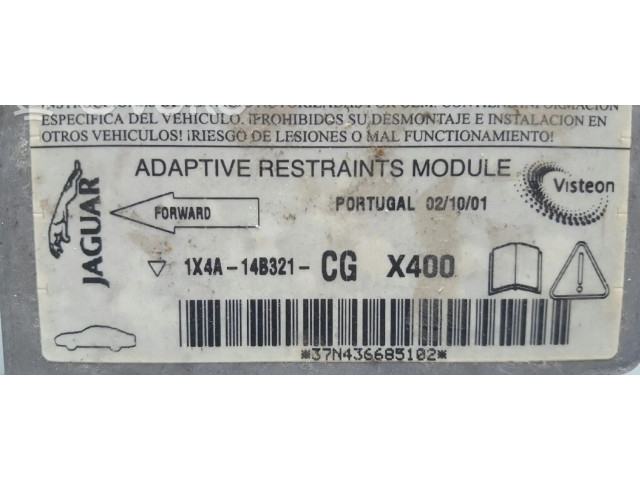 ESPECIFICA DEL VEHÍCULO. ¡PROHIBIDOS SU DESMONTAJE E INSTALACION EN
OTROS VEHICULOS! ¡RIESGO DE LESIONES O MAL FUNCIONAMIENTO!
ADAPTIVE RESTRAINTS MODULE
Visteon
JAGUAR
FORWARD
PORTUGAL 02/10/01
1X4A-14B321-CG X400
*37N436685102*